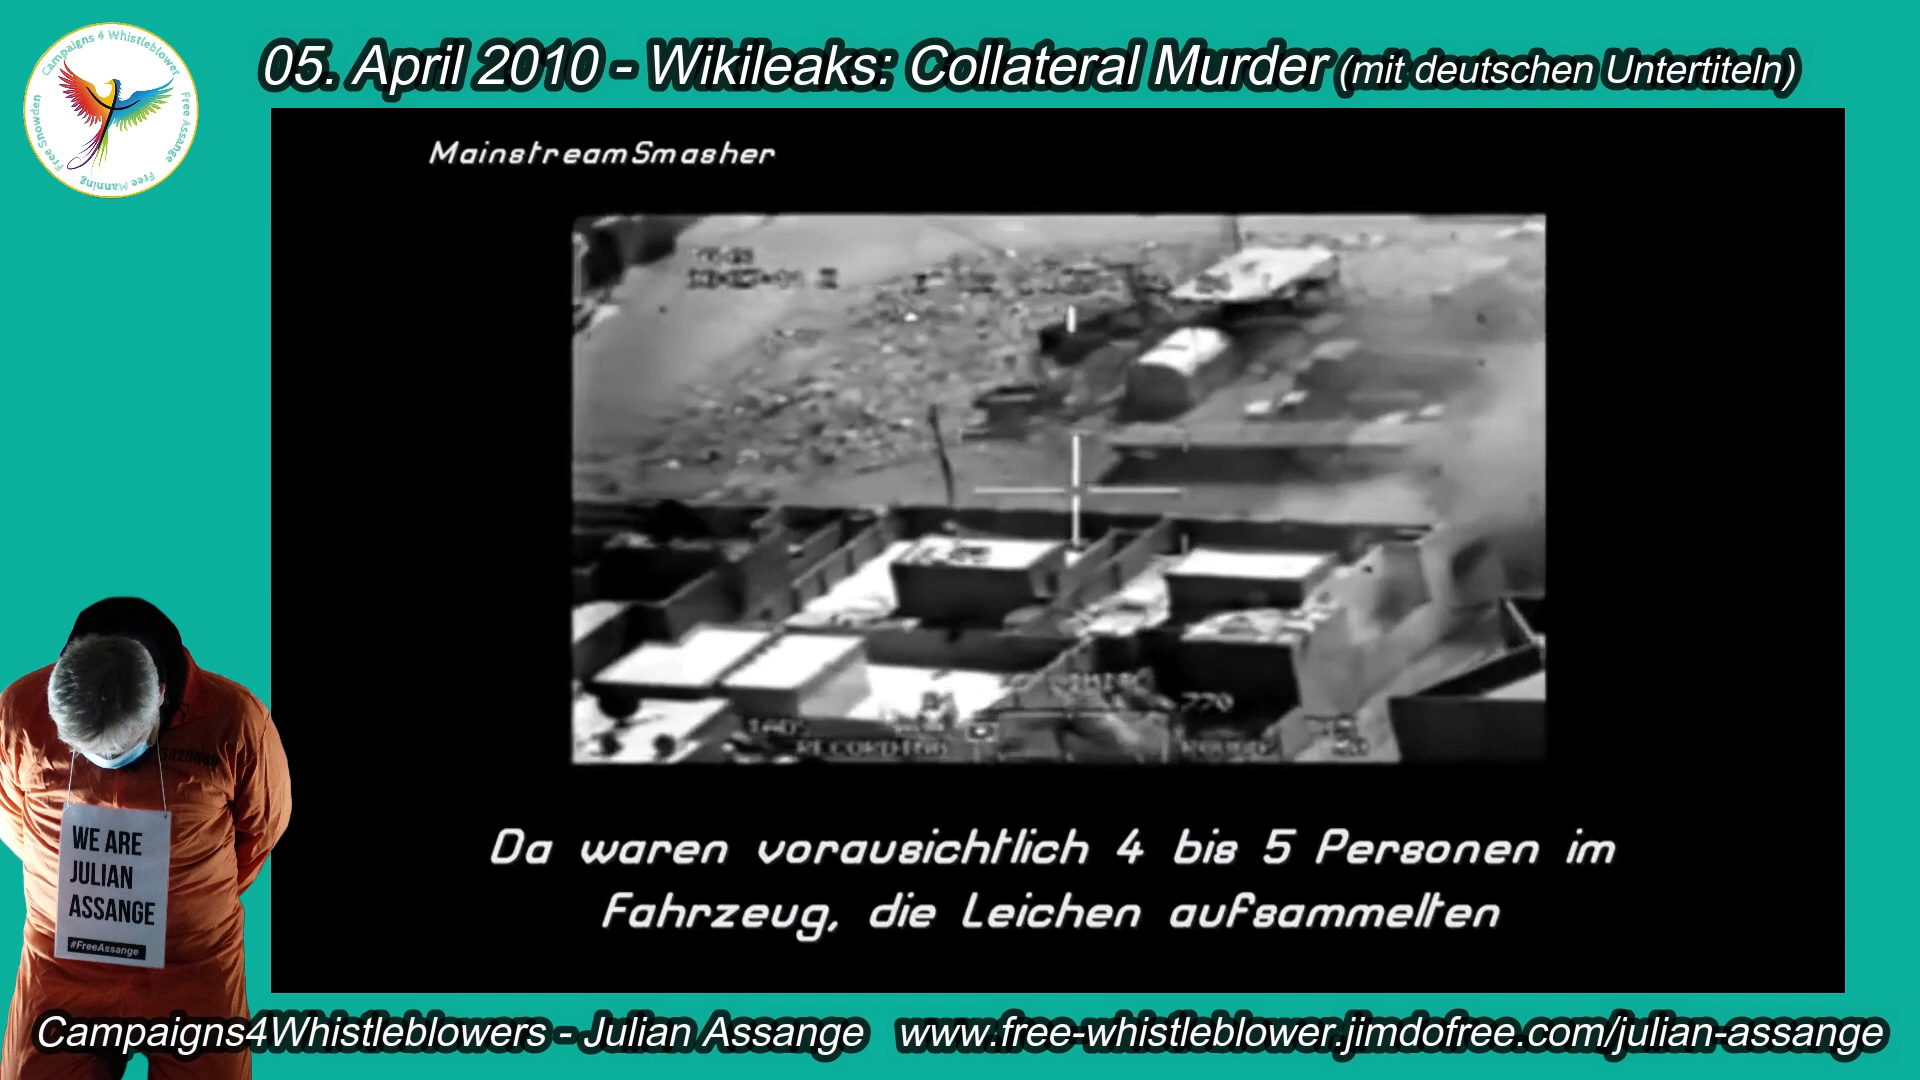 Campaigns 4 Whistleblower
Free Assange
Free Manning
Free Snowden
05. April 2010 - Wikileaks: Collateral Murder (mit deutschen Untertiteln)
MainstreamSmasher
RECORDING
Da waren voraussichtlich 4 bis 5 Personen im
Fahrzeug, die Leichen aufsammelten
WE ARE
JULIAN
ASSANGE
#FreeAssange
Campaigns4Whistleblowers - Julian Assange www.free-whistleblower.jimdofree.com/julian-assange